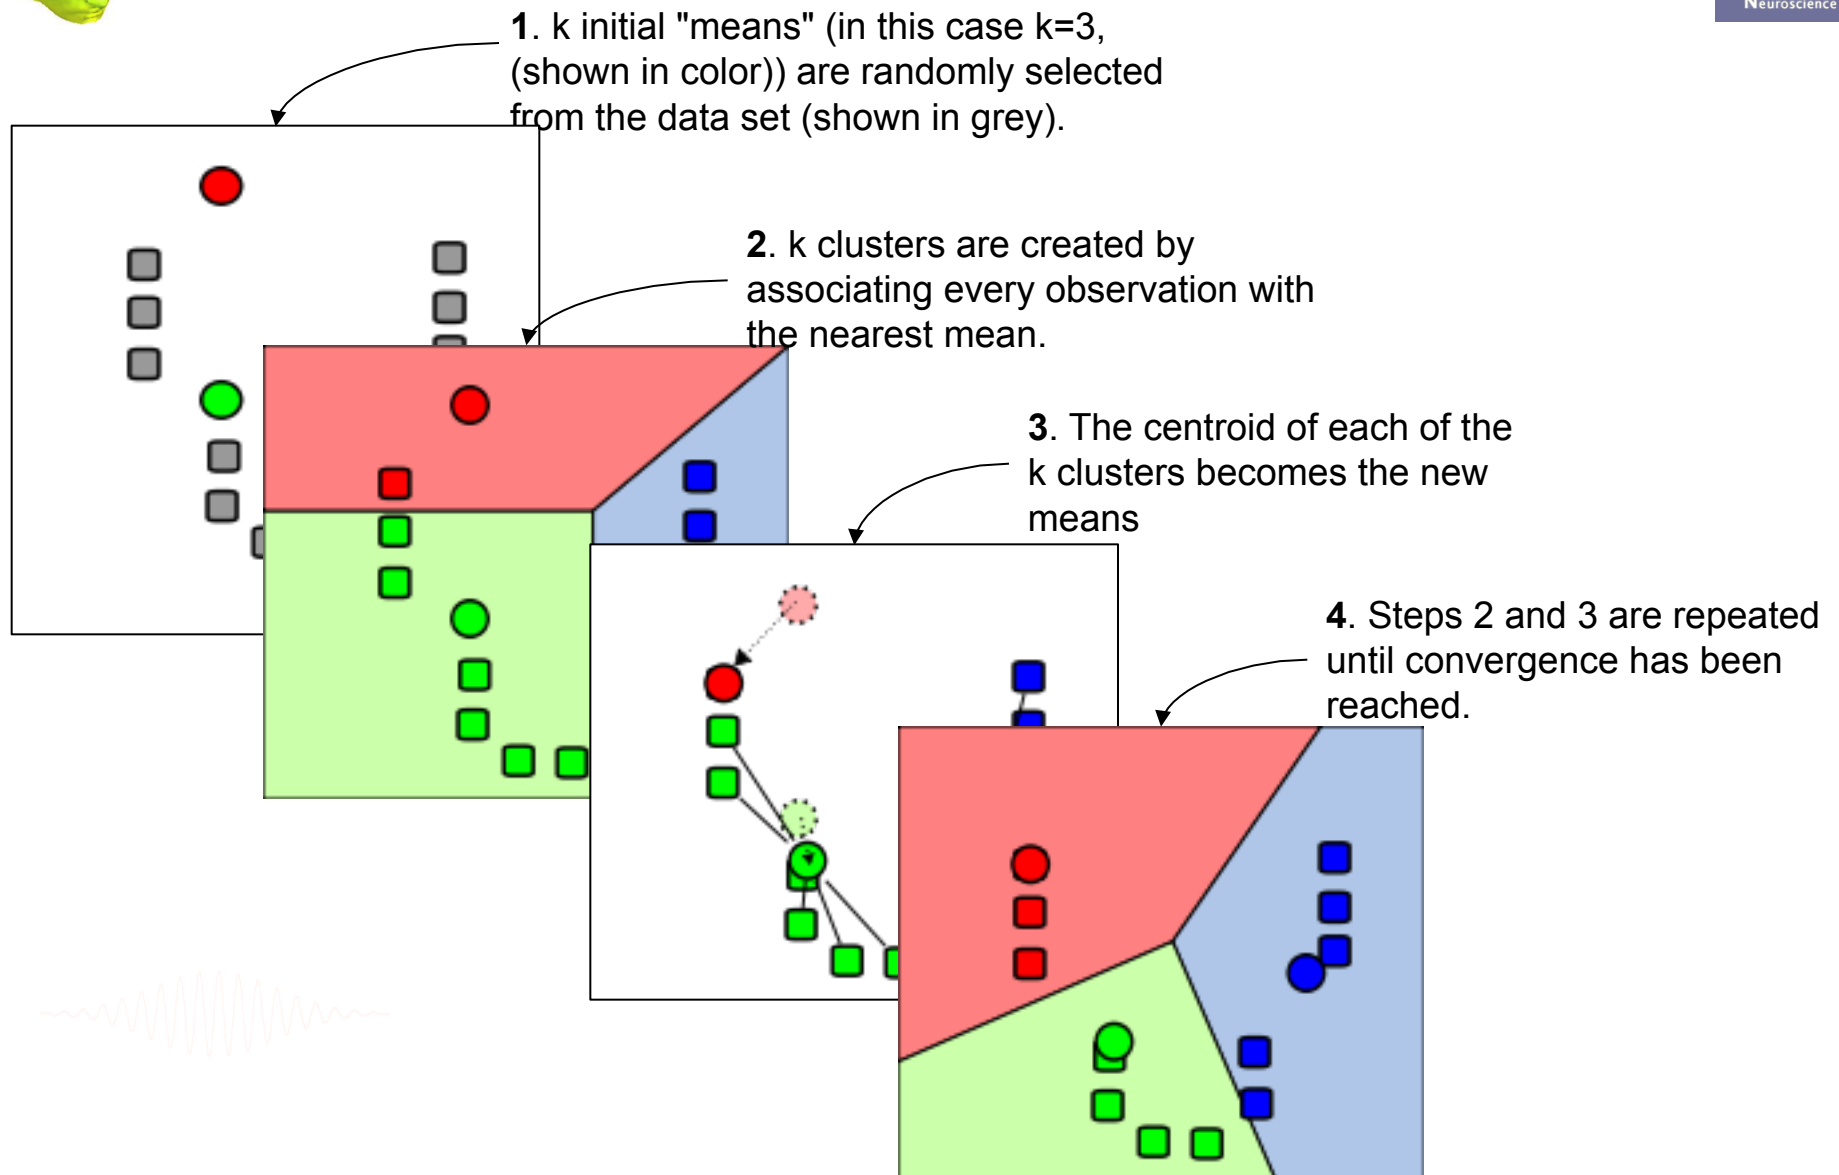 Neuroscience
1. k initial "means" (in this case k=3,
(shown in color)) are randomly selected
from the data set (shown in grey).
2. k clusters are created by
associating every observation with
the nearest mean.
3. The centroid of each of the
k clusters becomes the new
means
4. Steps 2 and 3 are repeated
until convergence has been
reached.